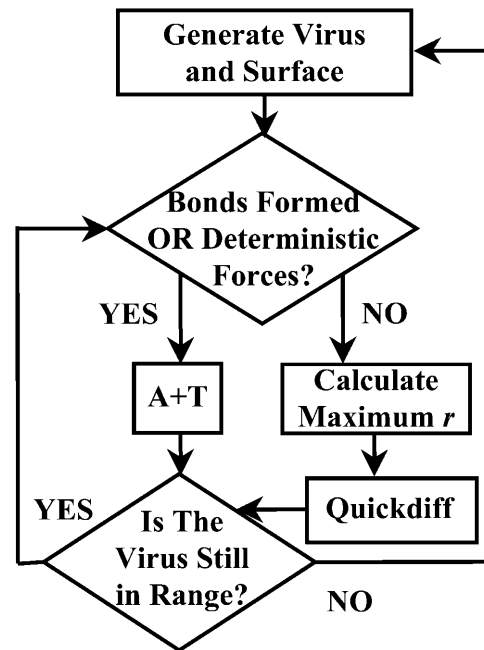 Generate Virus
and Surface
Bonds Formed
OR Deterministic
Forces?
YES
NO
A+T
Calculate
Maximum r
Quickdiff
YES
Is The
Virus Still
in Range?
NO